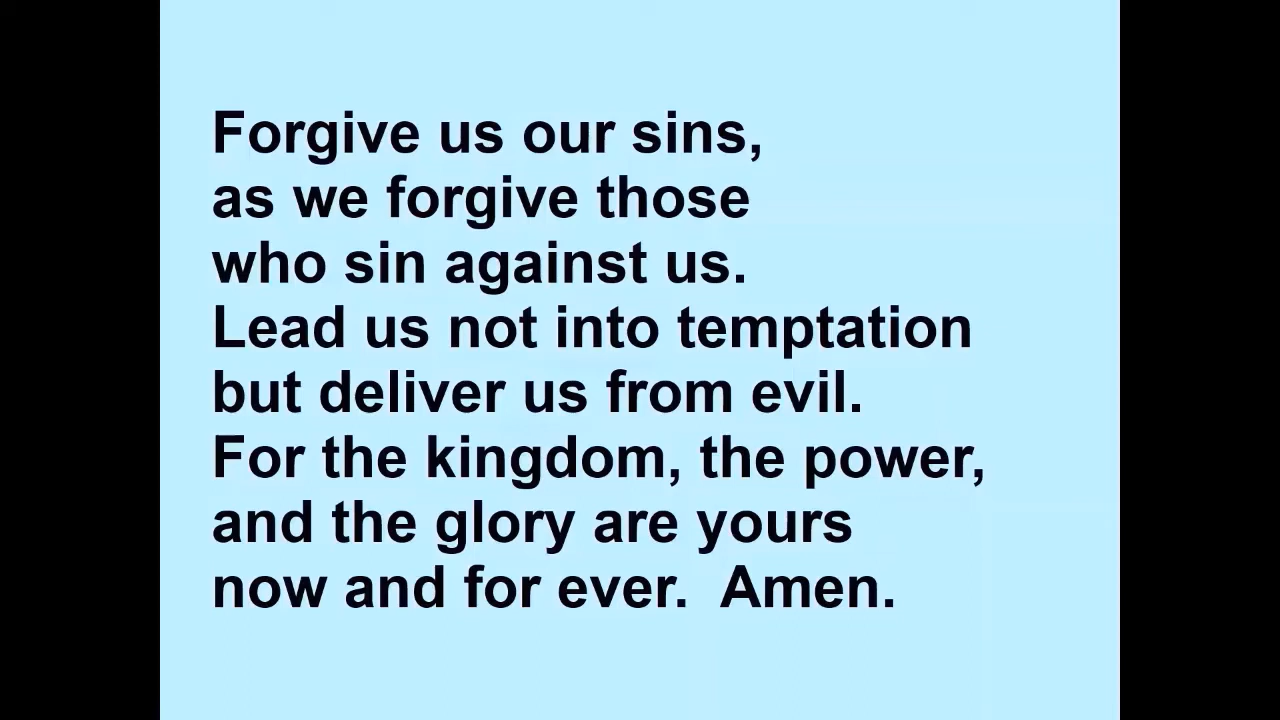 Forgive us our sins,
as we forgive those
who sin against us.
Lead us not into temptation
but deliver us from evil.
For the kingdom, the power,
and the glory are yours
now and for ever.  Amen.